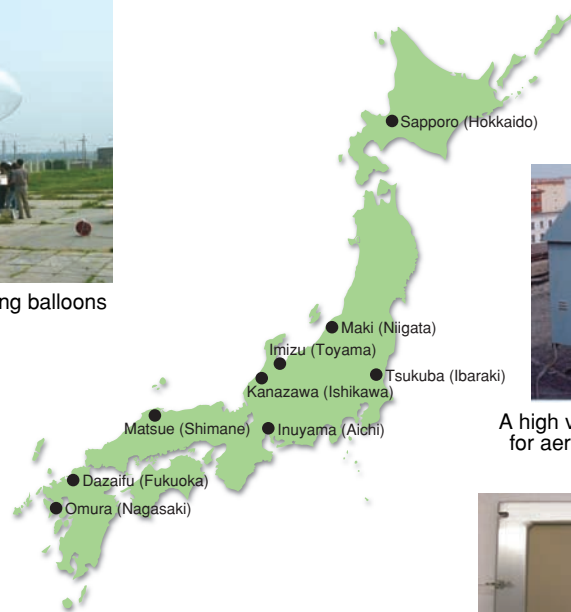 Sapporo (Hokkaido)
ng balloons
Maki (Niigata)
Imizu (Toyama)
Tsukuba (Ibaraki)
Kanazawa (Ishikawa)
A high v
for aer
Matsue (Shimane)
Inuyama (Aichi)
Dazaifu (Fukuoka)
Omura (Nagasaki)